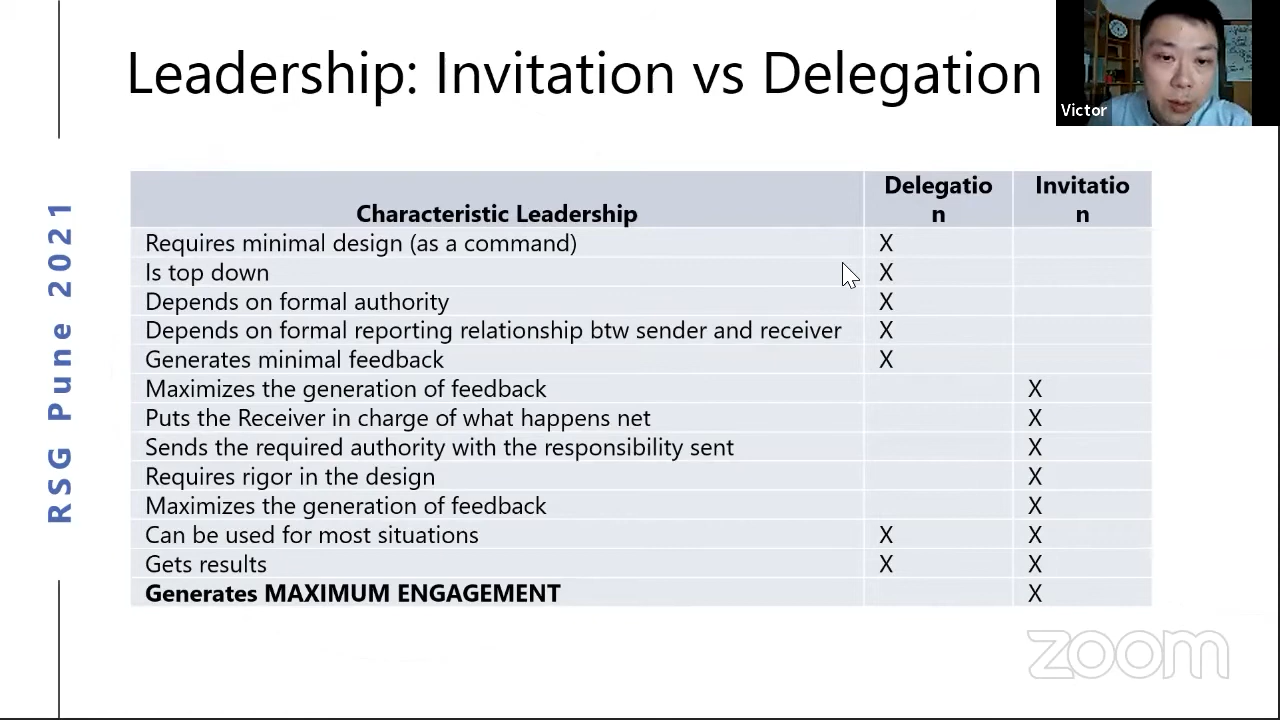 Leadership: Invitation vs Delegation
Victor
RSG Pune 2021
Characteristic Leadership
Delegatio
n
Invitatio
n
Requires minimal design (as a command) X
Is top down X
Depends on formal authority X
Depends on formal reporting relationship btw sender and receiver X
Generates minimal feedback X
Maximizes the generation of feedback X
Puts the Receiver in charge of what happens net X
Sends the required authority with the responsibility sent X
Requires rigor in the design X
Maximizes the generation of feedback X
Can be used for most situations X X
Gets results X X
Generates MAXIMUM ENGAGEMENT X
zoom